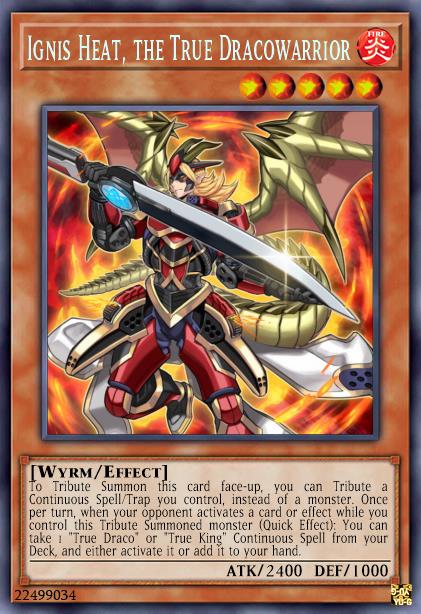 Ignis Heat, the True Dracowarrior
FIRE
炎
[Wyrm/Effect]
To Tribute Summon this card face-up, you can Tribute a
Continuous Spell/Trap you control, instead of a monster. Once
per turn, when your opponent activates a card or effect while you
control this Tribute Summoned monster (Quick Effect): You can
take 1 "True Draco" or "True King" Continuous Spell from your
Deck, and either activate it or add it to your hand.
ATK/2400 DEF/1000
22499034